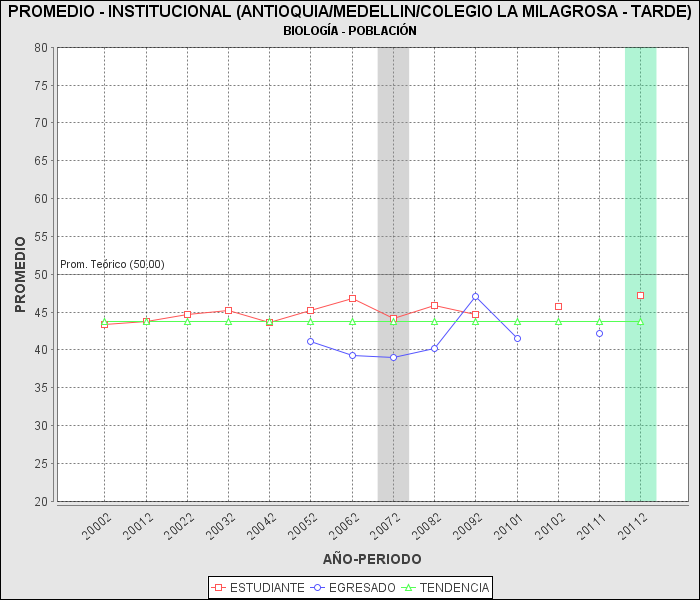 PROMEDIO - INSTITUCIONAL (ANTIOQUIA/MEDELLIN/COLEGIO LA MILAGROSA - TARDE)
BIOLOGÍA - POBLACIÓN
PROMEDIO
80
75
70
65
60
55
50
45
40
35
30
25
20
Prom. Teórico (50.00)
20002 20012 20022 20032 20042 20052 20062 20072 20082 20092 20101 20102 20111 20112
AÑO-PERIODO
ESTUDIANTE EGRESADO TENDENCIA